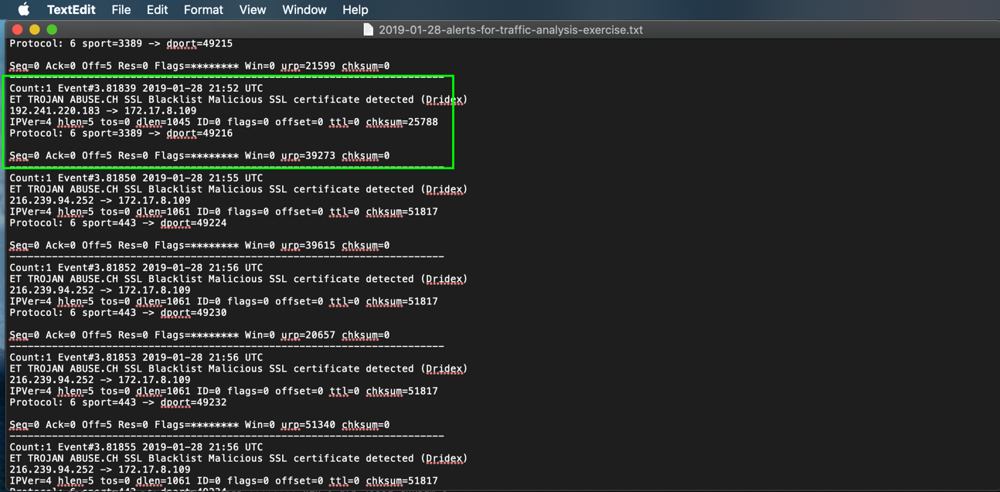 TextEdit File Edit Format View Window Help
2019-01-28-alerts-for-traffic-analysis-exercise.txt
Protocol: 6 sport=3389 -> dport=49215
Seq=0 Ack=0 Off=5 Res=0 Flags=******** Win=0 urp=21599 chksum=0
------------------------------------------------------------------------
Count:1 Event#3.81839 2019-01-28 21:52 UTC
ET TROJAN ABUSE.CH SSL Blacklist Malicious SSL certificate detected (Dridex)
192.241.220.183 -> 172.17.8.109
IPVer=4 hlen=5 tos=0 dlen=1045 ID=0 flags=0 offset=0 ttl=0 chksum=25788
Protocol: 6 sport=3389 -> dport=49216
Seq=0 Ack=0 Off=5 Res=0 Flags=******** Win=0 urp=39273 chksum=0
------------------------------------------------------------------------
Count:1 Event#3.81850 2019-01-28 21:55 UTC
ET TROJAN ABUSE.CH SSL Blacklist Malicious SSL certificate detected (Dridex)
216.239.94.252 -> 172.17.8.109
IPVer=4 hlen=5 tos=0 dlen=1061 ID=0 flags=0 offset=0 ttl=0 chksum=51817
Protocol: 6 sport=443 -> dport=49224
Seq=0 Ack=0 Off=5 Res=0 Flags=******** Win=0 urp=39615 chksum=0
------------------------------------------------------------------------
Count:1 Event#3.81852 2019-01-28 21:56 UTC
ET TROJAN ABUSE.CH SSL Blacklist Malicious SSL certificate detected (Dridex)
216.239.94.252 -> 172.17.8.109
IPVer=4 hlen=5 tos=0 dlen=1061 ID=0 flags=0 offset=0 ttl=0 chksum=51817
Protocol: 6 sport=443 -> dport=49230
Seq=0 Ack=0 Off=5 Res=0 Flags=******** Win=0 urp=20657 chksum=0
------------------------------------------------------------------------
Count:1 Event#3.81853 2019-01-28 21:56 UTC
ET TROJAN ABUSE.CH SSL Blacklist Malicious SSL certificate detected (Dridex)
216.239.94.252 -> 172.17.8.109
IPVer=4 hlen=5 tos=0 dlen=1061 ID=0 flags=0 offset=0 ttl=0 chksum=51817
Protocol: 6 sport=443 -> dport=49232
Seq=0 Ack=0 Off=5 Res=0 Flags=******** Win=0 urp=51340 chksum=0
------------------------------------------------------------------------
Count:1 Event#3.81855 2019-01-28 21:56 UTC
ET TROJAN ABUSE.CH SSL Blacklist Malicious SSL certificate detected (Dridex)
216.239.94.252 -> 172.17.8.109
IPVer=4 hlen=5 tos=0 dlen=1061 ID=0 flags=0 offset=0 ttl=0 chksum=51817
Protocol: 6 sport=443 -> dport=49234